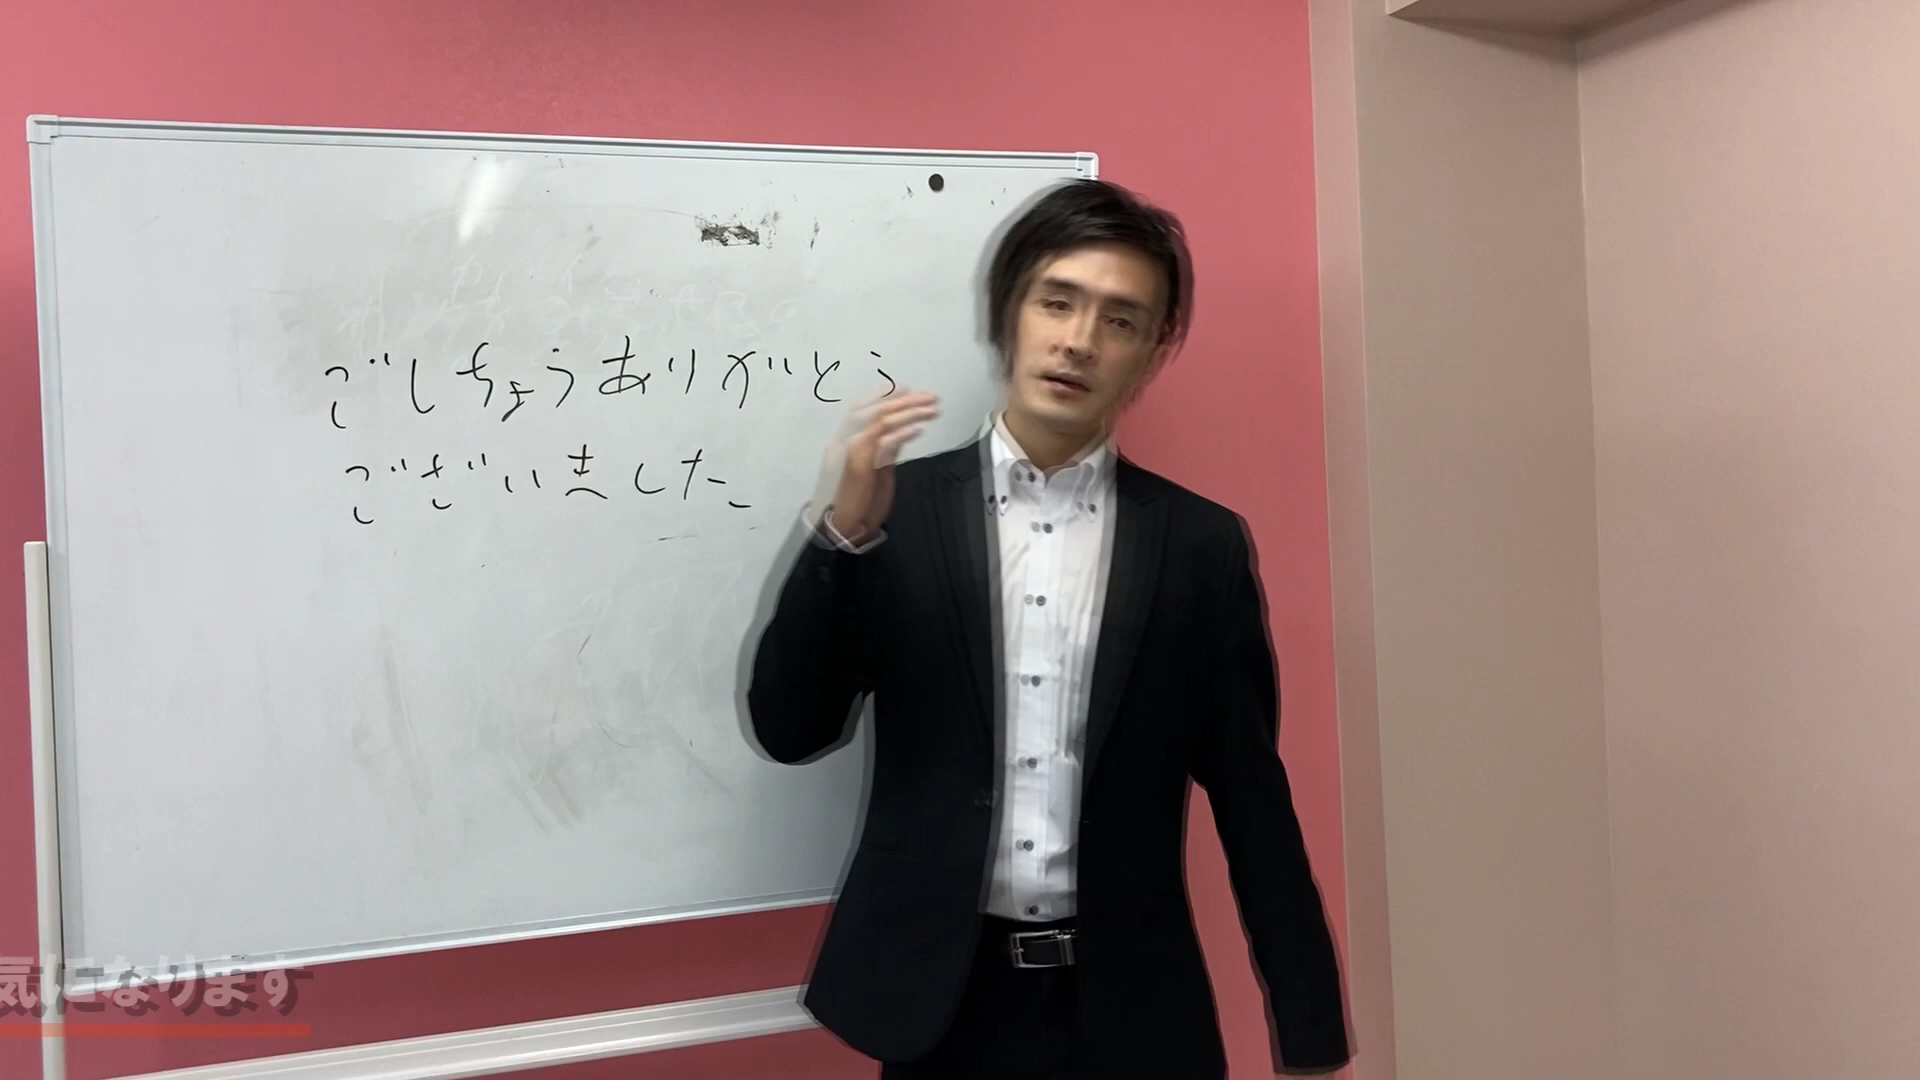 ごしちょうありがとう
ございました
気になります